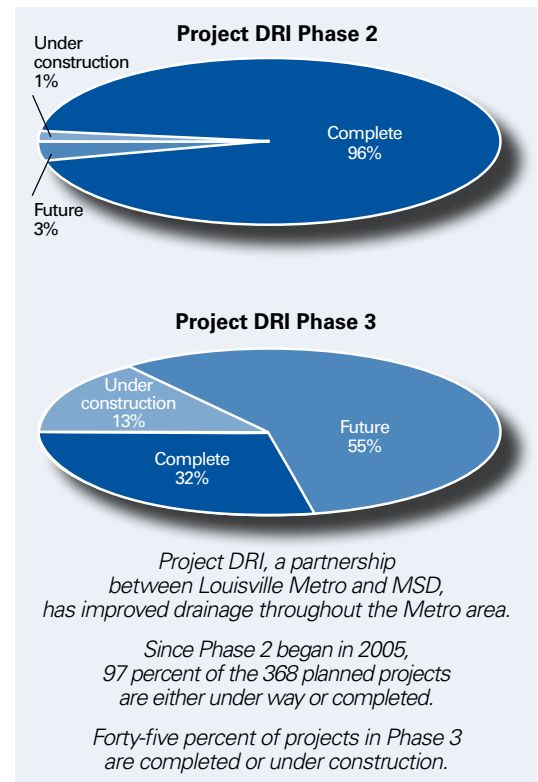 Project DRI Phase 2
Under
construction
1%
Complete
96%
Future
3%
Project DRI Phase 3
Under
construction
13%
Future
55%
Complete
32%
Project DRI, a partnership
between Louisville Metro and MSD,
has improved drainage throughout the Metro area.
Since Phase 2 began in 2005,
97 percent of the 368 planned projects
are either under way or completed.
Forty-five percent of projects in Phase 3
are completed or under construction.